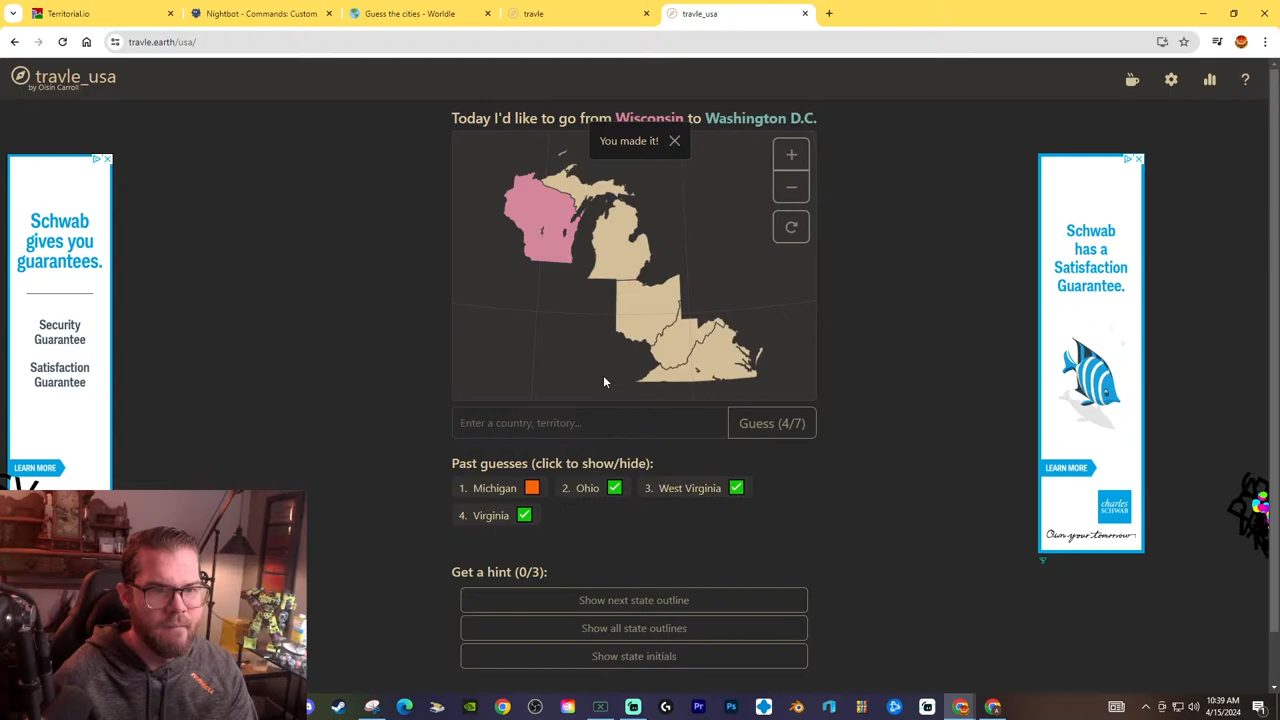 Territorial.io
Nightbot - Commands: Custom
Guess the cities - Worldle
travle
travle_usa
travle.earth/usa/
travle_usa
by Oisín Carroll
Today I'd like to go from Wisconsin to Washington D.C.
You made it!
Enter a country, territory...
Guess (4/7)
Past guesses (click to show/hide):
1. Michigan
2. Ohio
3. West Virginia
4. Virginia
Get a hint (0/3):
Show next state outline
Show all state outlines
Show state initials
Schwab
gives you
guarantees.
Security
Guarantee
Satisfaction
Guarantee
LEARN MORE
Schwab
has a
Satisfaction
Guarantee.
LEARN MORE
charles
SCHWAB
Own your tomorrow
10:39 AM
4/15/2024